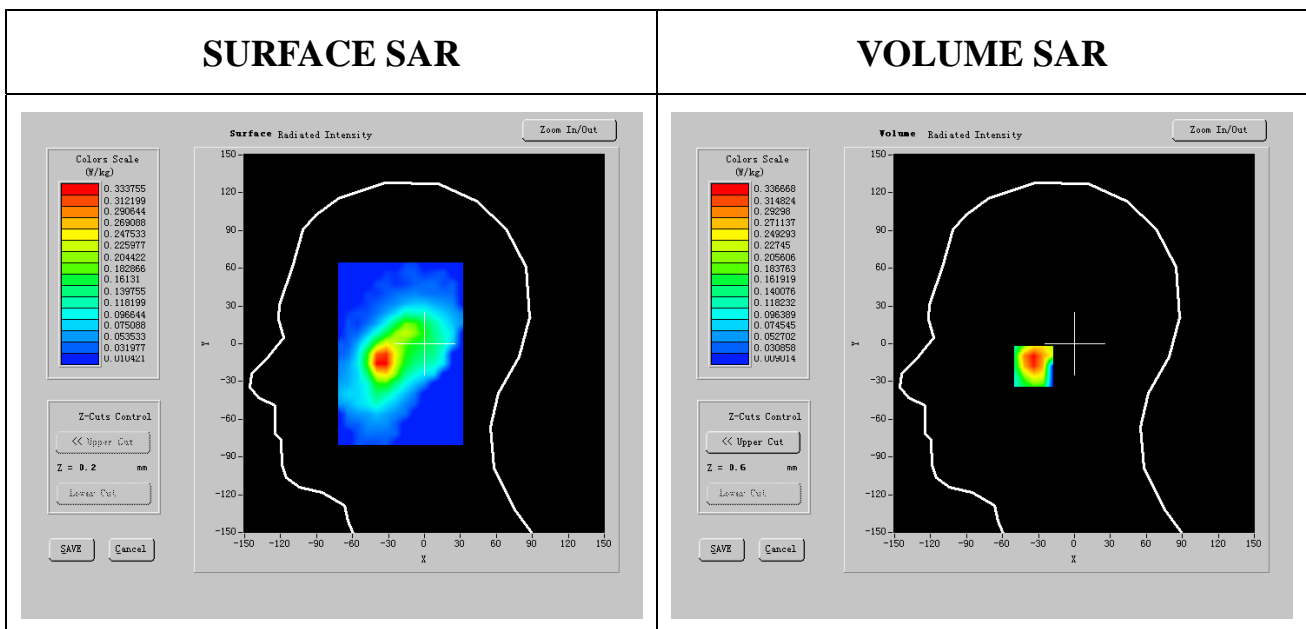 SURFACE SAR
VOLUME SAR
Surface Radiated Intensity
Zoom In/Out
Colors Scale
(W/kg)
0.333755
0.312199
0.290644
0.269088
0.247533
0.225977
0.204422
0.182866
0.16131
0.139755
0.118199
0.096644
0.075088
0.053533
0.031977
0.010421
150
120
90
60
30
0
-30
-60
-90
-120
-150
Y
-150 -120 -90 -60 -30 0 30 60 90 120 150
X
Z-Cuts Control
<< Upper Cut
Z = 0.2 mm
Lower Cut
SAVE Cancel
Volume Radiated Intensity
Zoom In/Out
Colors Scale
(W/kg)
0.336668
0.314824
0.29298
0.271137
0.249293
0.22745
0.205606
0.183763
0.161919
0.140076
0.118232
0.096389
0.074545
0.052702
0.030858
0.009014
150
120
90
60
30
0
-30
-60
-90
-120
-150
Y
-150 -120 -90 -60 -30 0 30 60 90 120 150
X
Z-Cuts Control
<< Upper Cut
Z = 0.6 mm
Lower Cut
SAVE Cancel